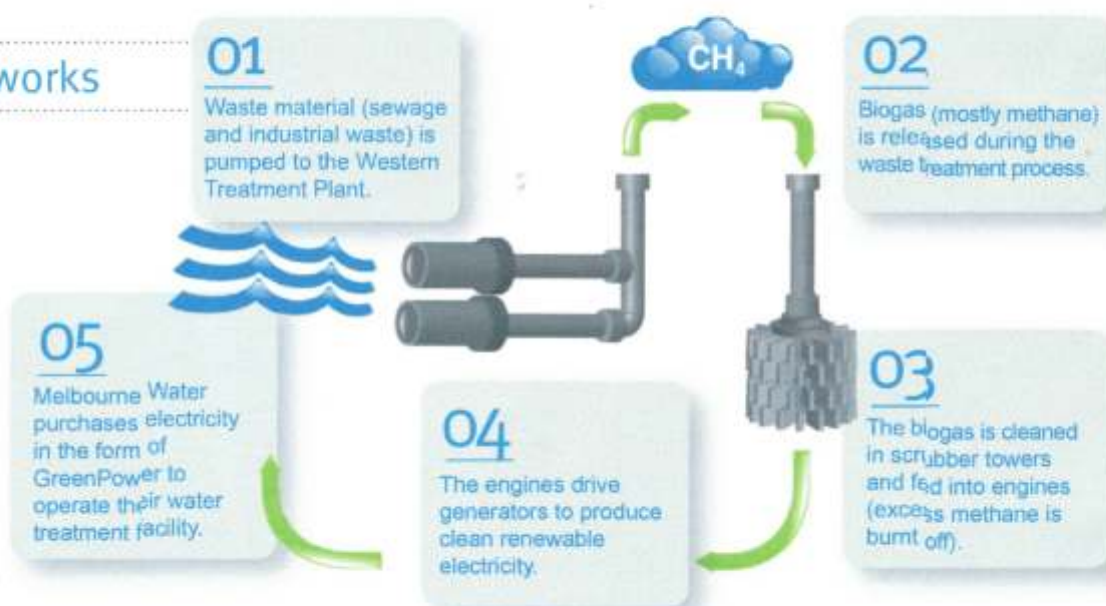 works
01
Waste material (sewage
and industrial waste) is
pumped to the Western
Treatment Plant.
CH₄
02
Biogas (mostly methane)
is released during the
waste treatment process.
03
The biogas is cleaned
in scrubber towers
and fed into engines
(excess methane is
burnt off).
04
The engines drive
generators to produce
clean renewable
electricity.
05
Melbourne Water
purchases electricity
in the form of
GreenPower to
operate their water
treatment facility.